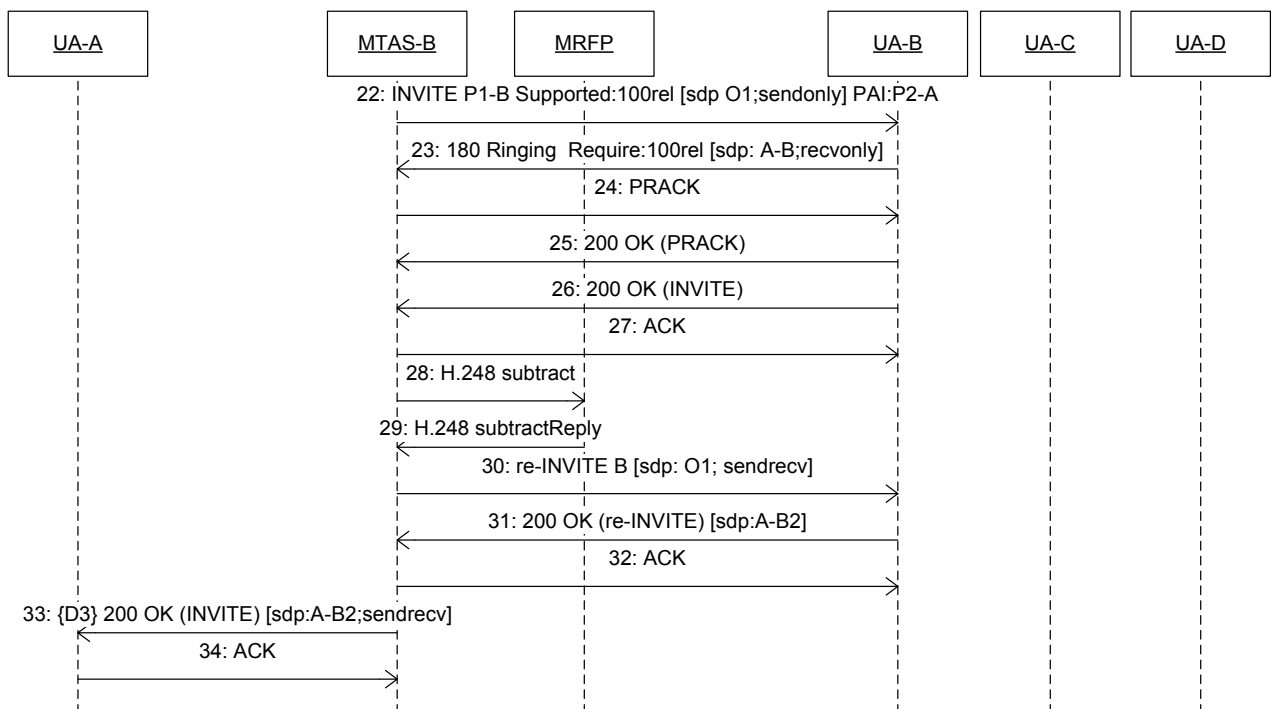 UA-A
MTAS-B
MRFP
UA-B
UA-C
UA-D
22: INVITE P1-B Supported:100rel [sdp O1;sendonly] PAI:P2-A
23: 180 Ringing  Require:100rel [sdp: A-B;recvonly]
24: PRACK
25: 200 OK (PRACK)
26: 200 OK (INVITE)
27: ACK
28: H.248 subtract
29: H.248 subtractReply
30: re-INVITE B [sdp: O1; sendrecv]
31: 200 OK (re-INVITE) [sdp:A-B2]
32: ACK
33: {D3} 200 OK (INVITE) [sdp:A-B2;sendrecv]
34: ACK